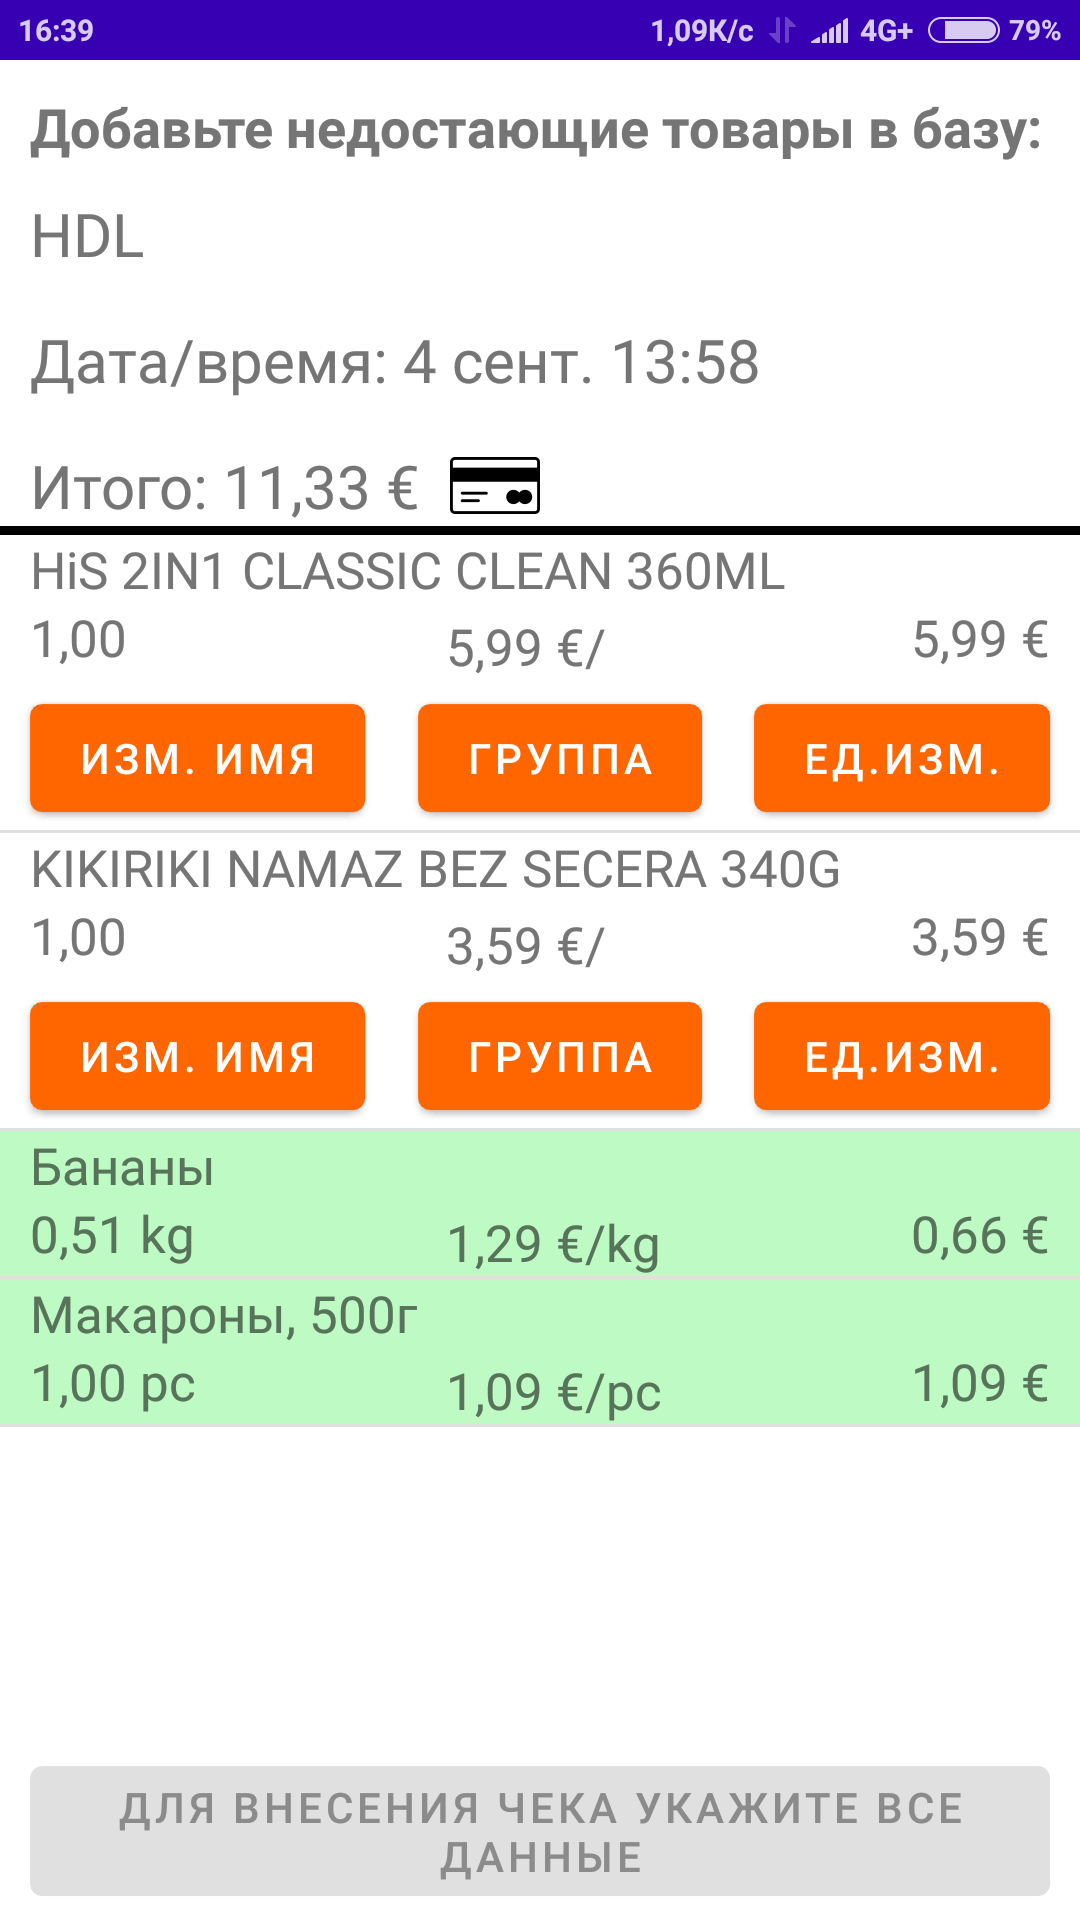 16:39 1,09K/c 4G+ 79%
Добавьте недостающие товары в базу:
HDL
Дата/время: 4 сент. 13:58
Итого: 11,33 €
HiS 2IN1 CLASSIC CLEAN 360ML
1,00 5,99 €/ 5,99 €
ИЗМ. ИМЯ ГРУППА ЕД.ИЗМ.
KIKIRIKI NAMAZ BEZ SECERA 340G
1,00 3,59 €/ 3,59 €
ИЗМ. ИМЯ ГРУППА ЕД.ИЗМ.
Бананы
0,51 kg 1,29 €/kg 0,66 €
Макароны, 500г
1,00 pc 1,09 €/pc 1,09 €
ДЛЯ ВНЕСЕНИЯ ЧЕКА УКАЖИТЕ ВСЕ
ДАННЫЕ